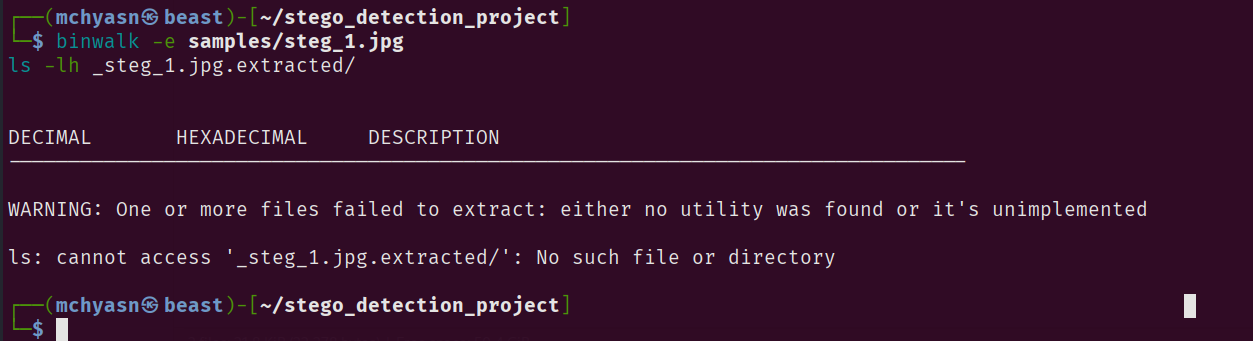 ┌──(mchyasn㉿beast)-[~/stego_detection_project]
└─$ binwalk -e samples/steg_1.jpg
ls -lh _steg_1.jpg.extracted/
DECIMAL       HEXADECIMAL     DESCRIPTION
--------------------------------------------------------------------------------
WARNING: One or more files failed to extract: either no utility was found or it's unimplemented
ls: cannot access '_steg_1.jpg.extracted/': No such file or directory
┌──(mchyasn㉿beast)-[~/stego_detection_project]
└─$